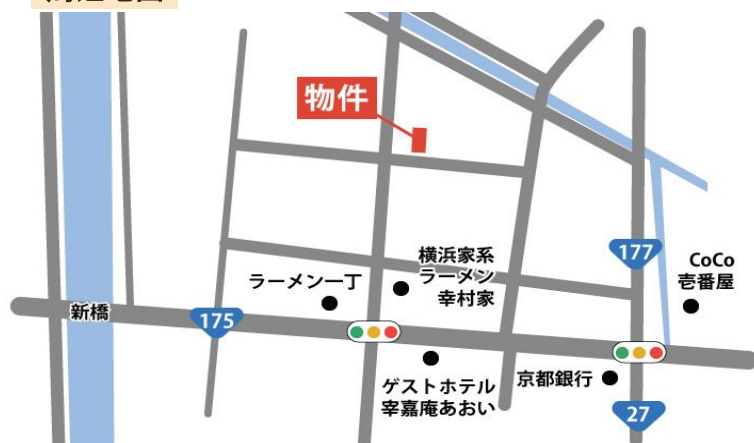 物件
横浜家系
ラーメン
幸村家
177
CoCo
壱番屋
ラーメン一丁
新橋
175
ゲストホテル
宰嘉庵あおい
京都銀行
27